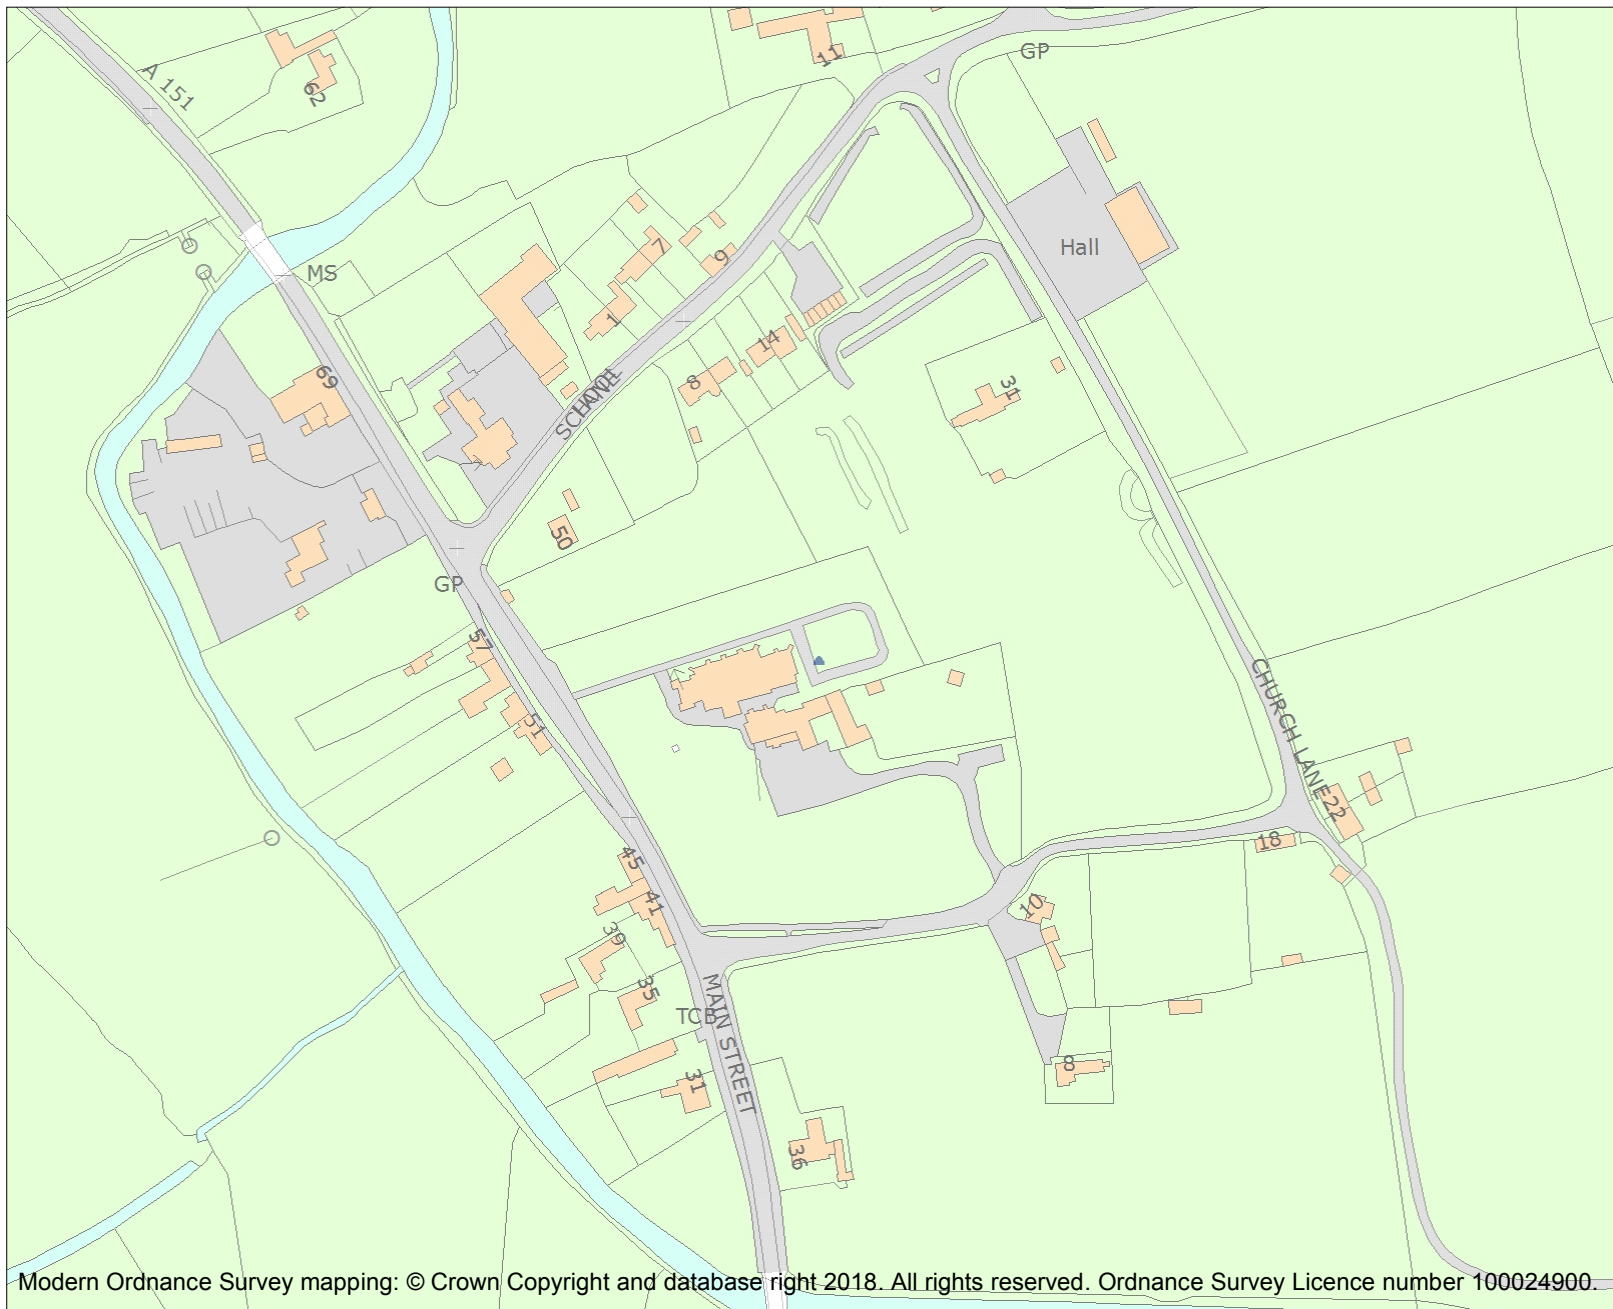 11
GP
A 151
62
Hall
7
9
MS
1
14
69
8
31
SCHOOL
LANE
50
GP
57
CHURCH LANE
51
22
18
45
41
10
39
35
MAIN STREET
TCB
8
31
36
Modern Ordnance Survey mapping: © Crown Copyright and database right 2018. All rights reserved. Ordnance Survey Licence number 100024900.